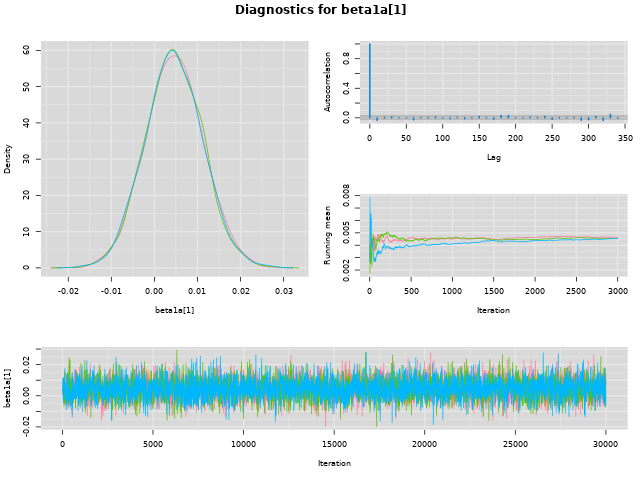 Diagnostics for beta1a[1]
60
50
40
30
20
10
0
Density
-0.02 -0.01 0.00 0.01 0.02 0.03
beta1a[1]
0.8
0.4
0.0
Autocorrelation
0 50 100 150 200 250 300 350
Lag
0.008
0.005
0.002
Running mean
0 500 1000 1500 2000 2500 3000
Iteration
0.02
0.00
-0.02
beta1a[1]
0 5000 10000 15000 20000 25000 30000
Iteration